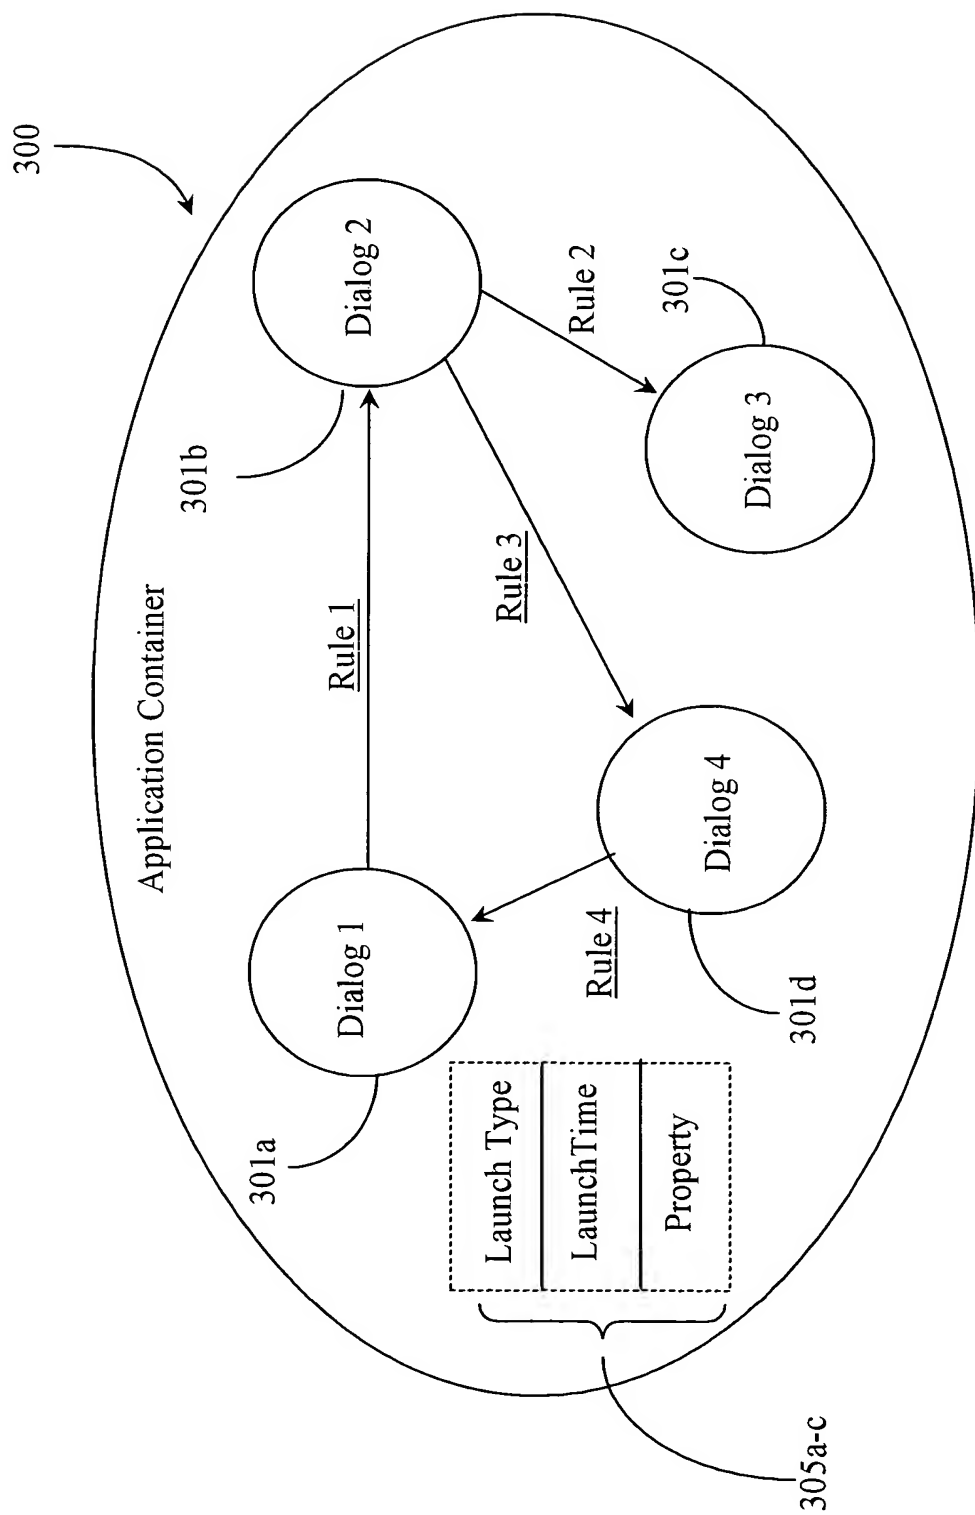 300
Application Container
Dialog 1
Rule 1
Dialog 2
301a
301b
Rule 3
Rule 2
Launch Type
LaunchTime
Property
Rule 4
Dialog 4
Dialog 3
301c
301d
305a-c